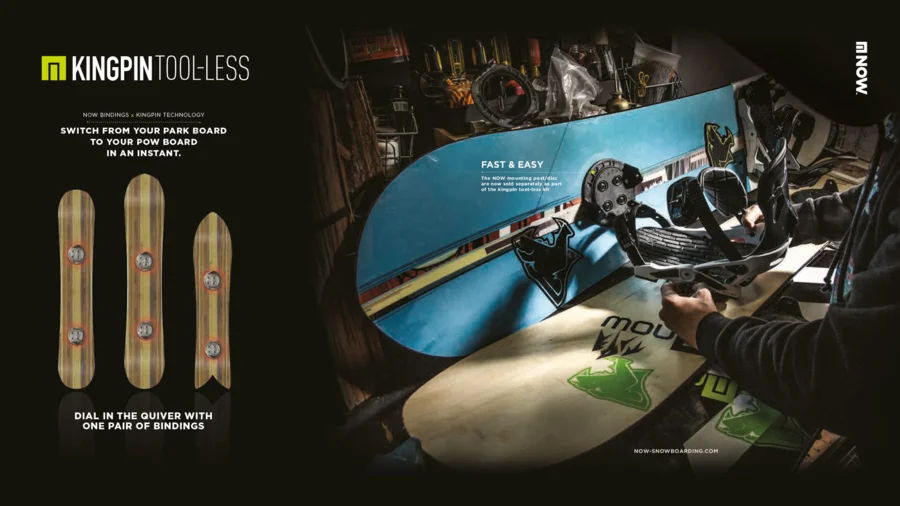 KINGPIN TOOL-LESS
NOW BINDINGS x KINGPIN TECHNOLOGY
SWITCH FROM YOUR PARK BOARD
TO YOUR POW BOARD
IN AN INSTANT.
DIAL IN THE QUIVER WITH
ONE PAIR OF BINDINGS
FAST & EASY
The NOW mounting post/disc
are now sold separately as part
of the kingpin tool-less kit
MOU
NOW-SNOWBOARDING.COM
NOW.